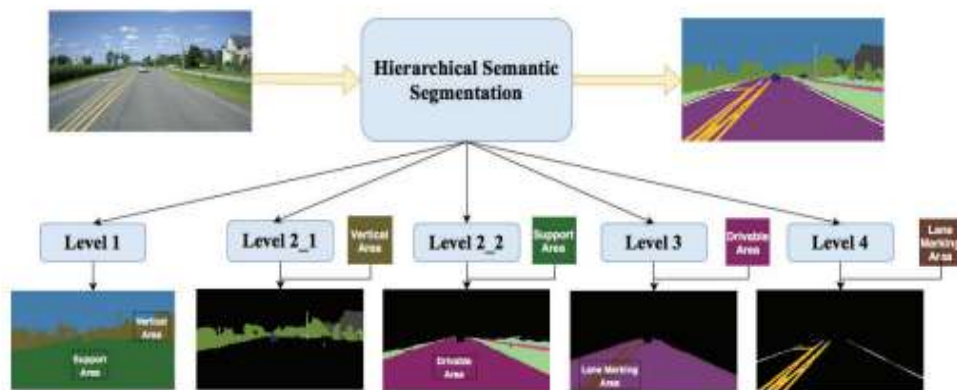 Hierarchical Semantic
Segmentation
Level 1
Level 2_1
Vertical
Area
Level 2_2
Support
Area
Level 3
Drivable
Area
Level 4
Lane
Marking
Area
Vertical
Area
Support
Area
Drivable
Area
Lane Marking
Area